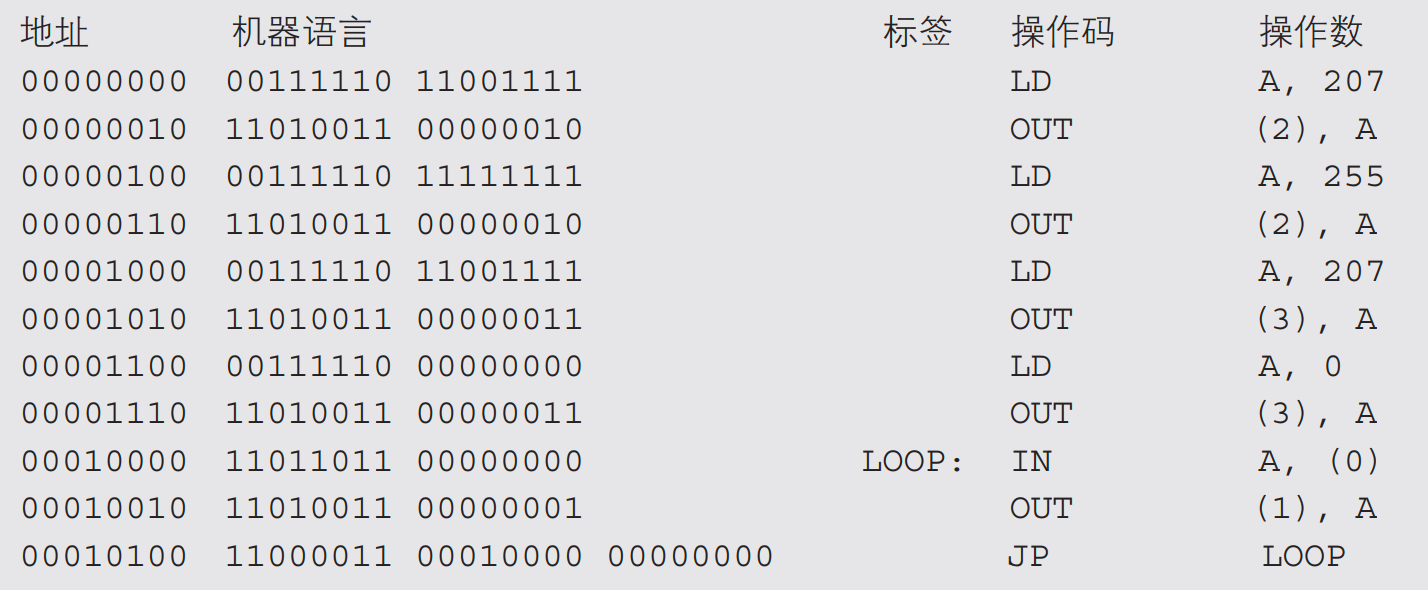 地址 机器语言 标签 操作码 操作数
00000000 00111110 11001111 LD A, 207
00000010 11010011 00000010 OUT (2), A
00000100 00111110 11111111 LD A, 255
00000110 11010011 00000010 OUT (2), A
00001000 00111110 11001111 LD A, 207
00001010 11010011 00000011 OUT (3), A
00001100 00111110 00000000 LD A, 0
00001110 11010011 00000011 OUT (3), A
00010000 11011011 00000000 LOOP: IN A, (0)
00010010 11010011 00000001 OUT (1), A
00010100 11000011 00010000 00000000 JP LOOP